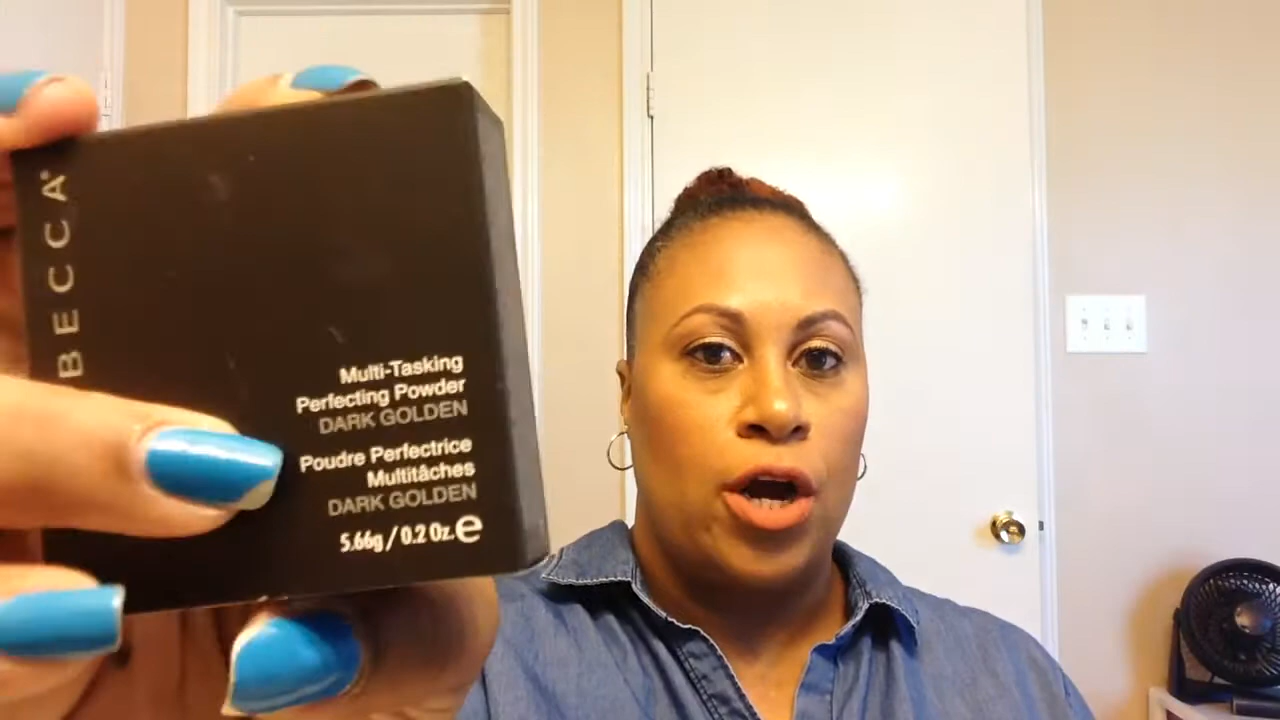 BECCA®
Multi-Tasking
Perfecting Powder
DARK GOLDEN
Poudre Perfectrice
Multitâches
DARK GOLDEN
5.66g / 0.2 Oz. ℮